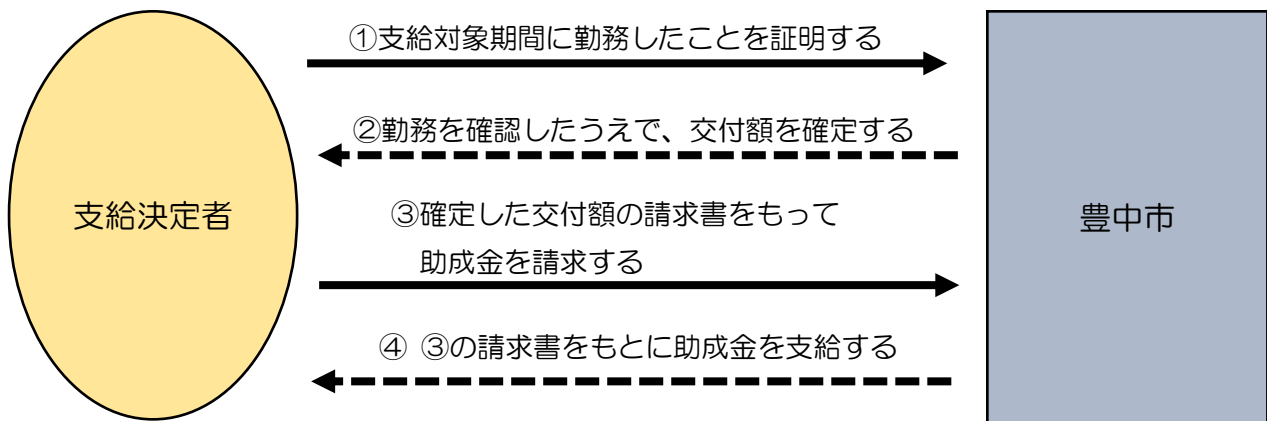 ①支給対象期間に勤務したことを証明する
②勤務を確認したうえで、交付額を確定する
支給決定者
③確定した交付額の請求書をもって
助成金を請求する
豊中市
④ ③の請求書をもとに助成金を支給する